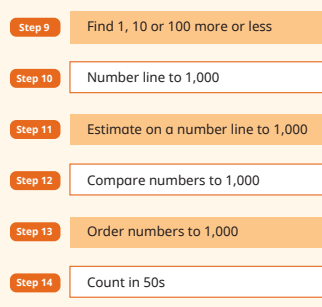 Step 9 Find 1, 10 or 100 more or less
Step 10 Number line to 1,000
Step 11 Estimate on a number line to 1,000
Step 12 Compare numbers to 1,000
Step 13 Order numbers to 1,000
Step 14 Count in 50s